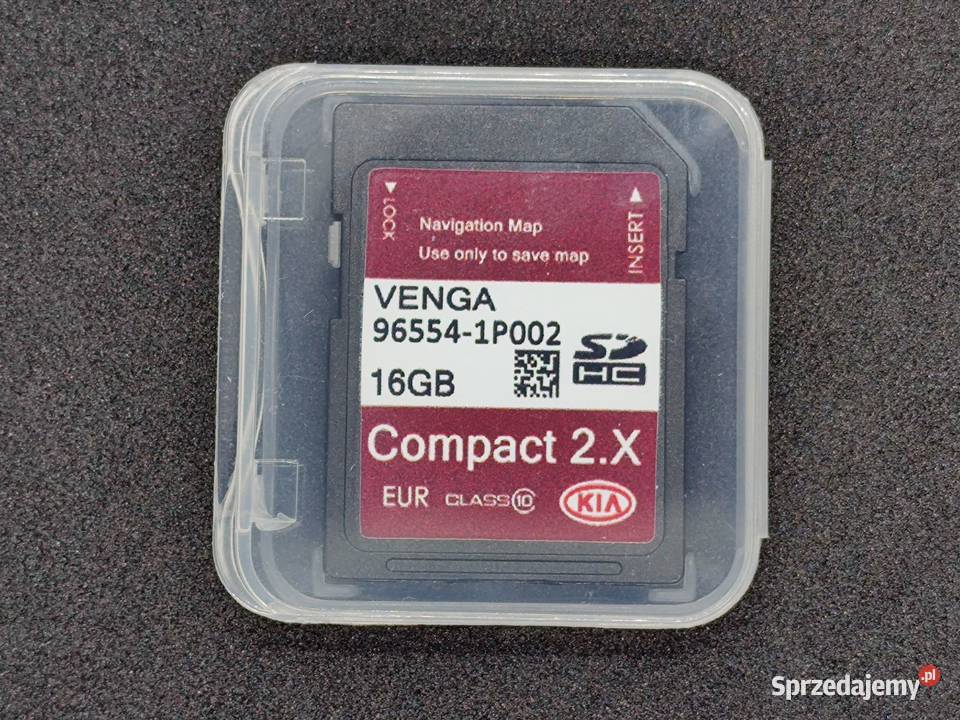 LOCK
INSERT
Navigation Map
Use only to save map
VENGA
96554-1P002
16GB
SD
HC
Compact 2.X
EUR CLASS 10 KIA
Sprzedajemy.pl